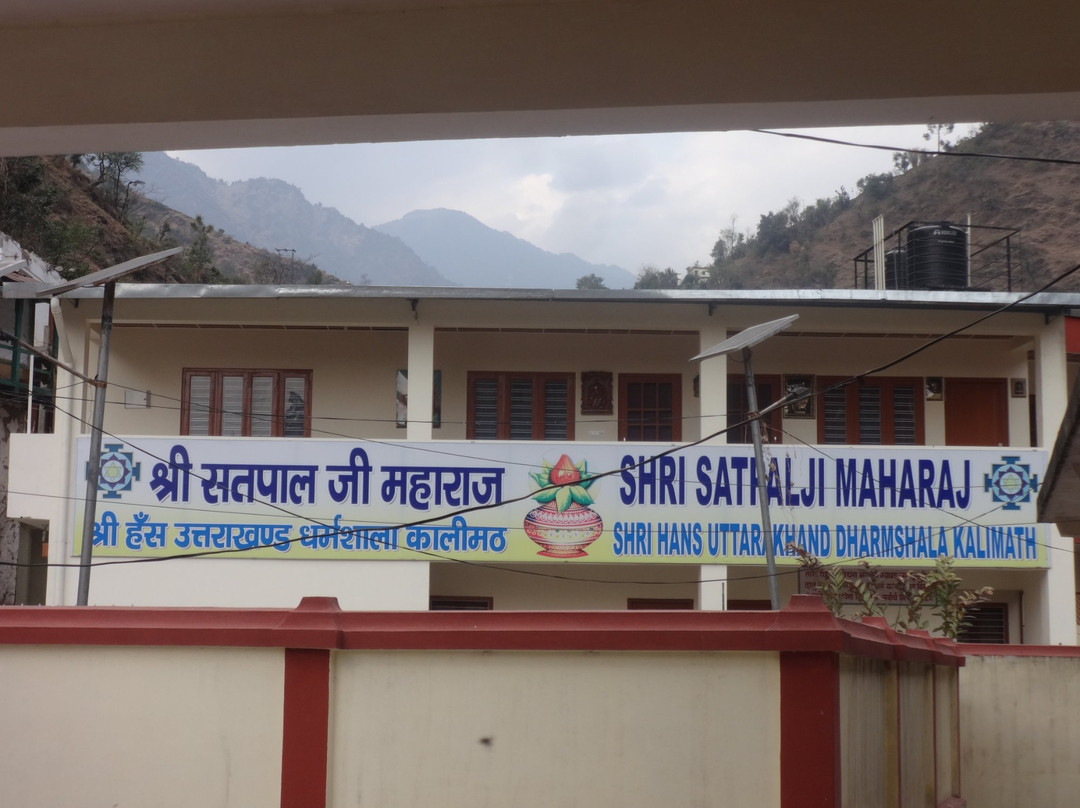 श्री सतपाल जी महाराज
SHRI SATPALJI MAHARAJ
श्री हँस उत्तराखण्ड धर्मशाला कालीमठ
SHRI HANS UTTARAKHAND DHARMSHALA KALIMATH